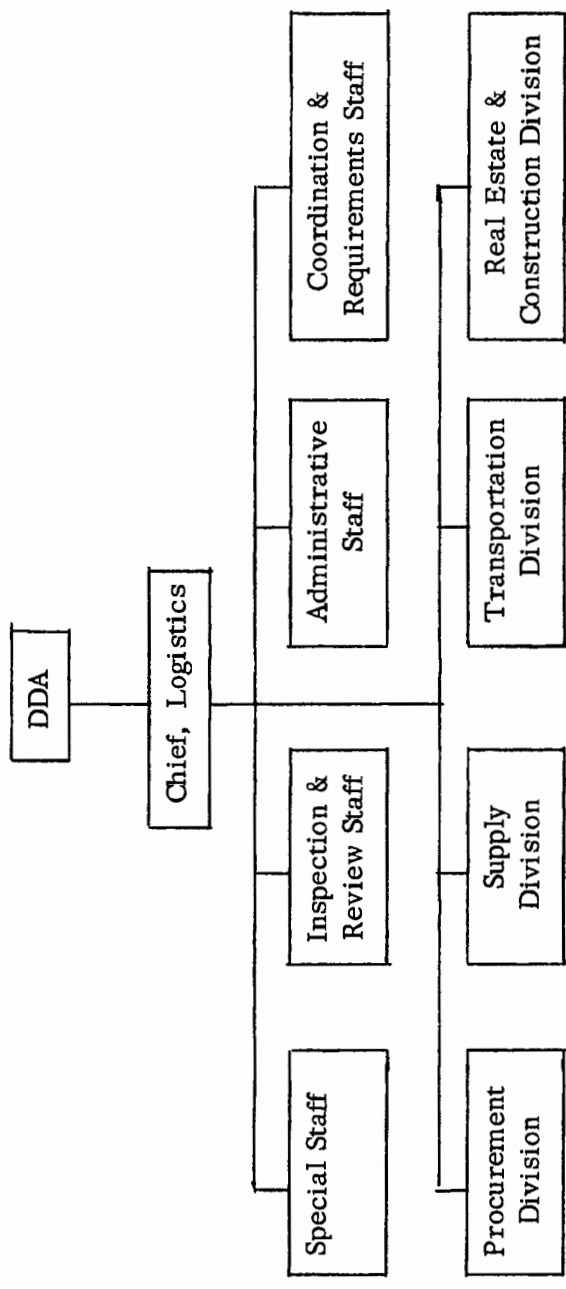 DDA
Chief, Logistics
Special Staff
Inspection &
Review Staff
Administrative
Staff
Coordination &
Requirements Staff
Procurement
Division
Supply
Division
Transportation
Division
Real Estate &
Construction Division